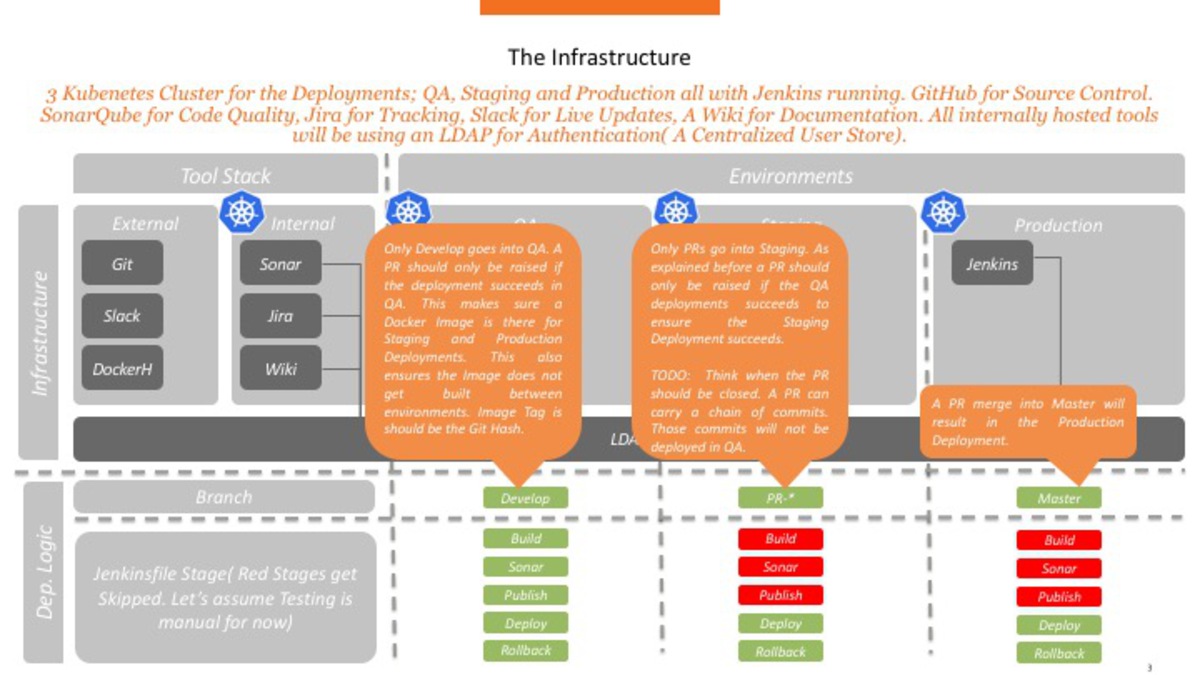 The Infrastructure
3 Kubenetes Cluster for the Deployments; QA, Staging and Production all with Jenkins running. GitHub for Source Control.
SonarQube for Code Quality, Jira for Tracking, Slack for Live Updates, A Wiki for Documentation. All internally hosted tools
will be using an LDAP for Authentication( A Centralized User Store).
Tool Stack
Environments
Infrastructure
External
Git
Slack
DockerH
Internal
Sonar
Jira
Wiki
QA
Only Develop goes into QA. A
PR should only be raised if
the deployment succeeds in
QA. This makes sure a
Docker Image is there for
Staging and Production
Deployments. This also
ensures the Image does not
get built between
environments. Image Tag is
should be the Git Hash.
Staging
Only PRs go into Staging. As
explained before a PR should
only be raised if the QA
deployments succeeds to
ensure the Staging
Deployment succeeds.
TODO: Think when the PR
should be closed. A PR can
carry a chain of commits.
Those commits will not be
deployed in QA.
Production
Jenkins
A PR merge into Master will
result in the Production
Deployment.
LDA
Dep. Logic
Branch
Develop
PR-*
Master
Jenkinsfile Stage( Red Stages get
Skipped. Let's assume Testing is
manual for now)
Build
Sonar
Publish
Deploy
Rollback
Build
Sonar
Publish
Deploy
Rollback
Build
Sonar
Publish
Deploy
Rollback
3